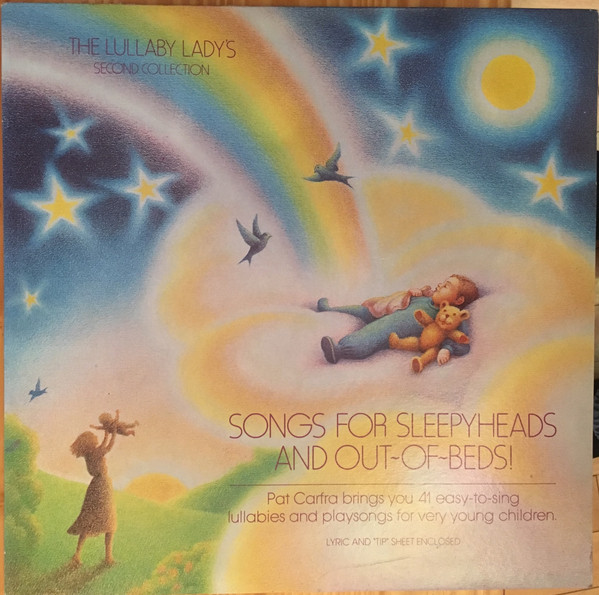 THE LULLABY LADY'S
SECOND COLLECTION
SONGS FOR SLEEPYHEADS
AND OUT~OF~BEDS!
Pat Carfra brings you 41 easy-to-sing
lullabies and playsongs for very young children.
LYRIC AND "TIP" SHEET ENCLOSED